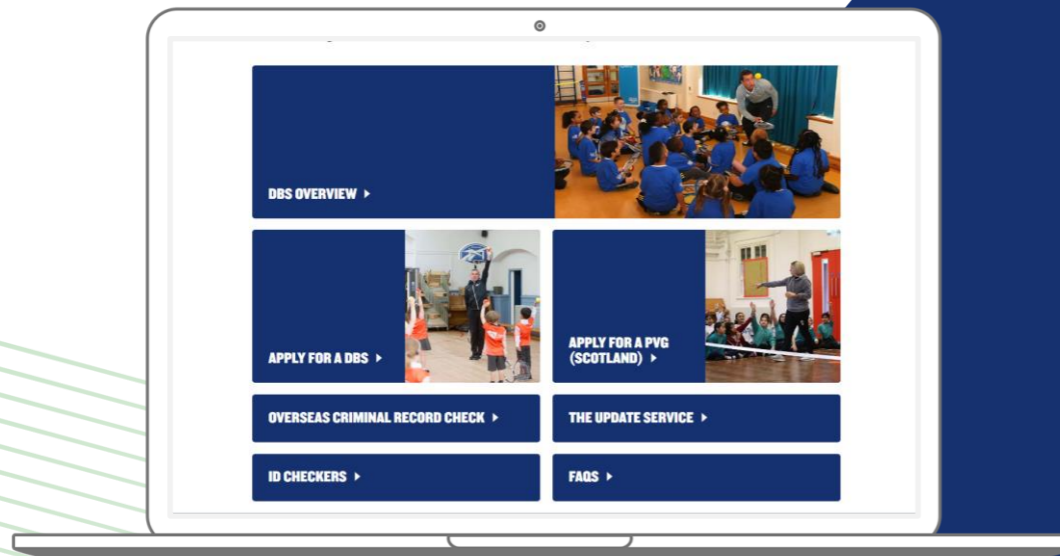 DBS OVERVIEW
APPLY FOR A DBS
APPLY FOR A PVG
(SCOTLAND)
OVERSEAS CRIMINAL RECORD CHECK
THE UPDATE SERVICE
ID CHECKERS
FAQS